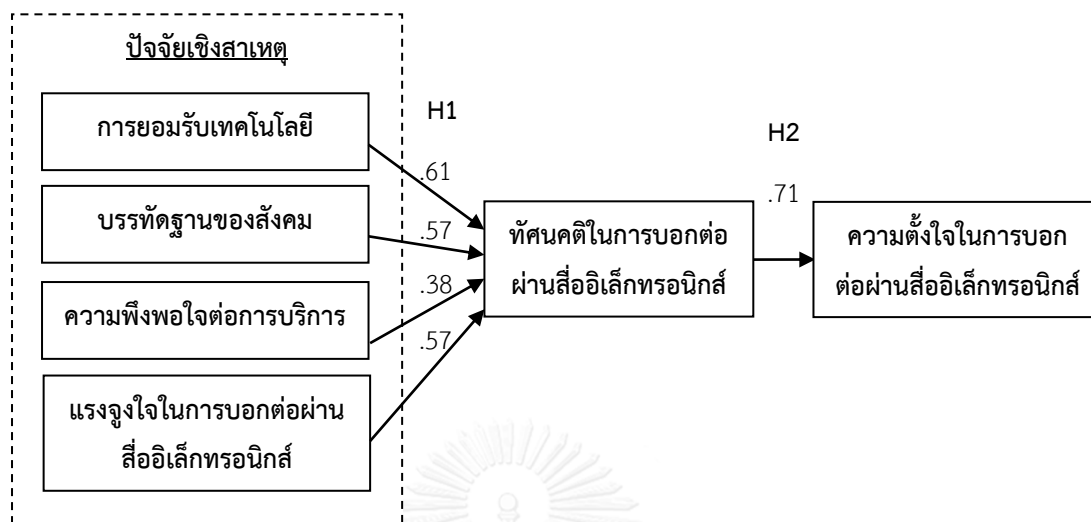 ปัจจัยเชิงสาเหตุ
การยอมรับเทคโนโลยี
บรรทัดฐานของสังคม
ความพึงพอใจต่อการบริการ
แรงจูงใจในการบอกต่อผ่าน
สื่ออิเล็กทรอนิกส์
H1
.61
.57
.38
.57
ทัศนคติในการบอกต่อ
ผ่านสื่ออิเล็กทรอนิกส์
H2
.71
ความตั้งใจในการบอก
ต่อผ่านสื่ออิเล็กทรอนิกส์